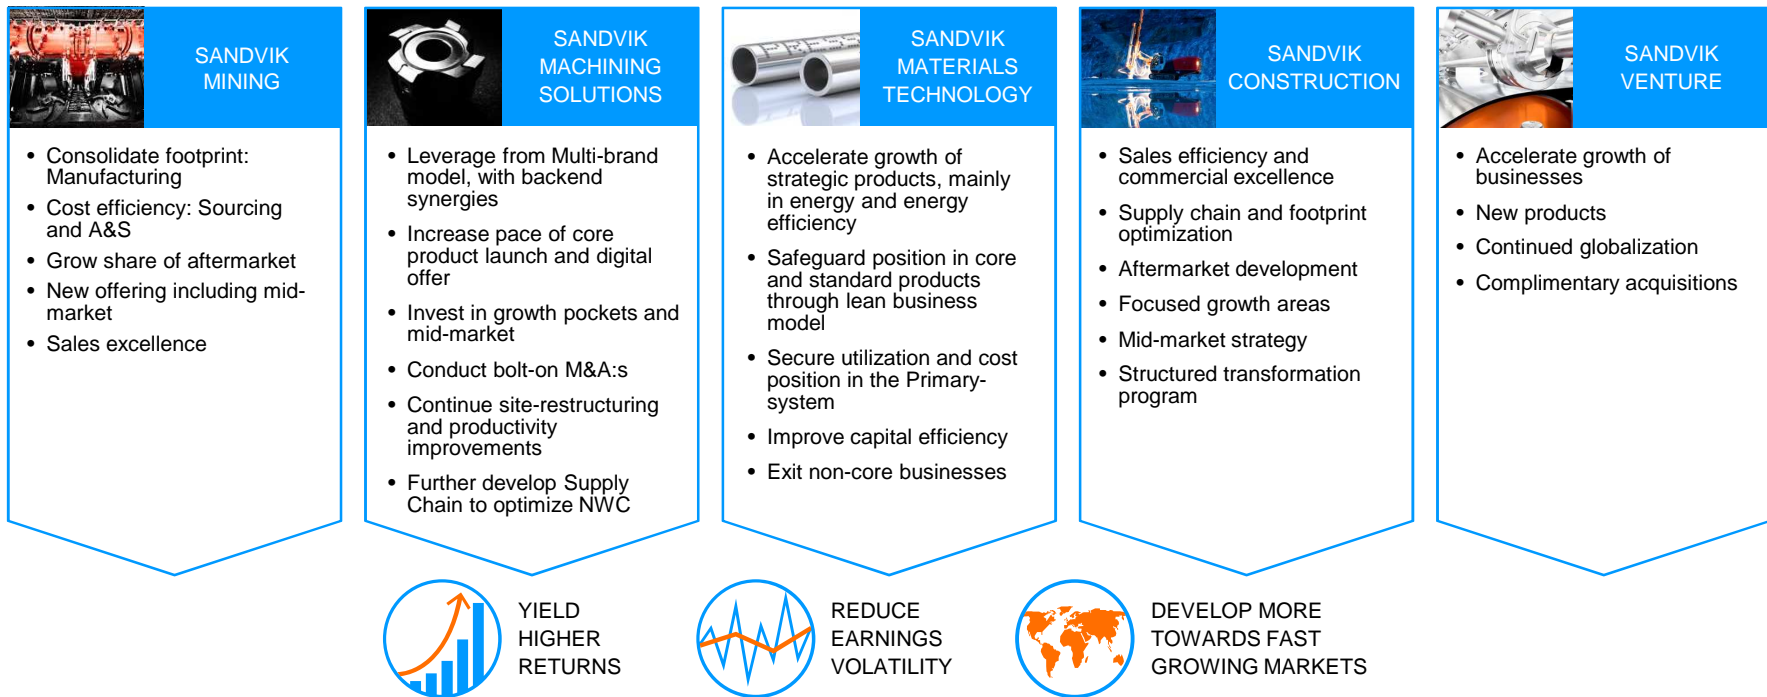 SANDVIK
MINING
• Consolidate footprint:
Manufacturing
• Cost efficiency: Sourcing
and A&S
• Grow share of aftermarket
• New offering including mid-
market
• Sales excellence
SANDVIK
MACHINING
SOLUTIONS
• Leverage from Multi-brand
model, with backend
synergies
• Increase pace of core
product launch and digital
offer
• Invest in growth pockets and
mid-market
• Conduct bolt-on M&A:s
• Continue site-restructuring
and productivity
improvements
• Further develop Supply
Chain to optimize NWC
SANDVIK
MATERIALS
TECHNOLOGY
• Accelerate growth of
strategic products, mainly
in energy and energy
efficiency
• Safeguard position in core
and standard products
through lean business
model
• Secure utilization and cost
position in the Primary-
system
• Improve capital efficiency
• Exit non-core businesses
SANDVIK
CONSTRUCTION
• Sales efficiency and
commercial excellence
• Supply chain and footprint
optimization
• Aftermarket development
• Focused growth areas
• Mid-market strategy
• Structured transformation
program
SANDVIK
VENTURE
• Accelerate growth of
businesses
• New products
• Continued globalization
• Complimentary acquisitions
YIELD
HIGHER
RETURNS
REDUCE
EARNINGS
VOLATILITY
DEVELOP MORE
TOWARDS FAST
GROWING MARKETS